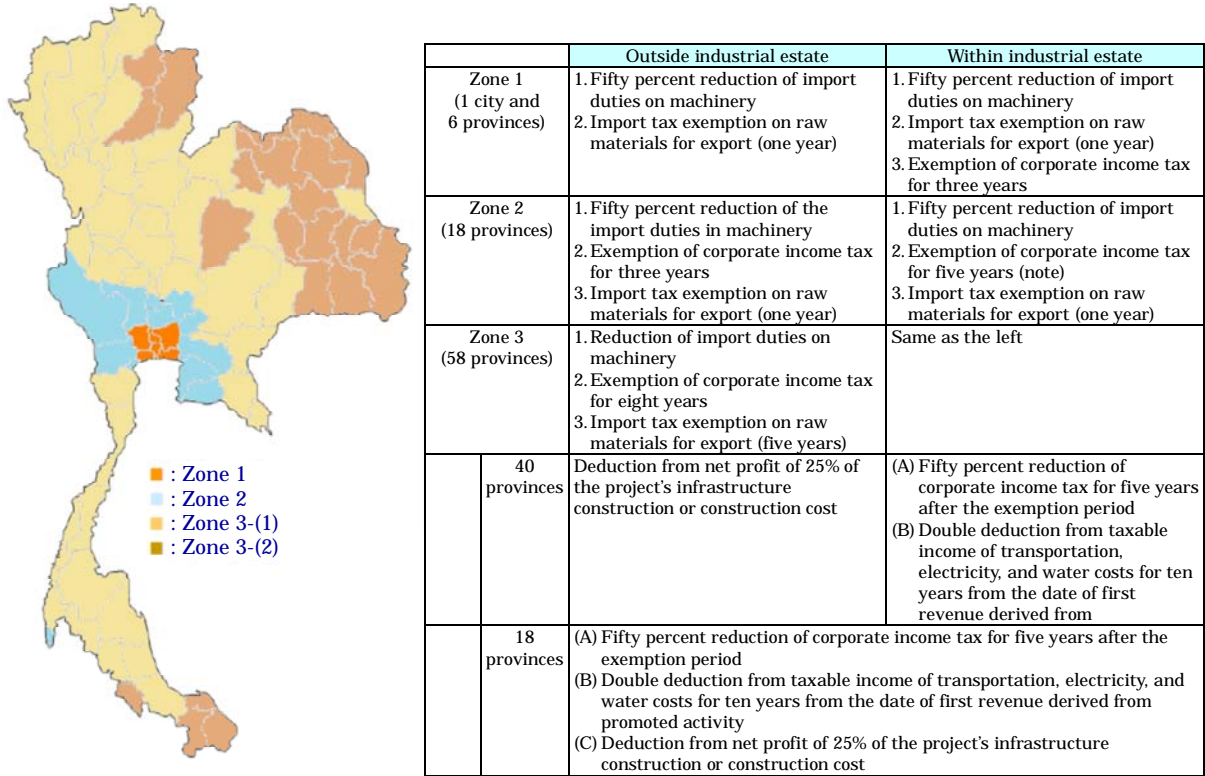 Outside industrial estate
Within industrial estate
Zone 1
(1 city and
6 provinces)
1. Fifty percent reduction of import
duties on machinery
2. Import tax exemption on raw
materials for export (one year)
1. Fifty percent reduction of import
duties on machinery
2. Import tax exemption on raw
materials for export (one year)
3. Exemption of corporate income tax
for three years
Zone 2
(18 provinces)
1. Fifty percent reduction of the
import duties in machinery
2. Exemption of corporate income tax
for three years
3. Import tax exemption on raw
materials for export (one year)
1. Fifty percent reduction of import
duties on machinery
2. Exemption of corporate income tax
for five years (note)
3. Import tax exemption on raw
materials for export (one year)
Zone 3
(58 provinces)
1. Reduction of import duties on
machinery
2. Exemption of corporate income tax
for eight years
3. Import tax exemption on raw
materials for export (five years)
Same as the left
40
provinces
Deduction from net profit of 25% of
the project's infrastructure
construction or construction cost
(A) Fifty percent reduction of
corporate income tax for five years
after the exemption period
(B) Double deduction from taxable
income of transportation,
electricity, and water costs for ten
years from the date of first
revenue derived from
18
provinces
(A) Fifty percent reduction of corporate income tax for five years after the
exemption period
(B) Double deduction from taxable income of transportation, electricity, and
water costs for ten years from the date of first revenue derived from
promoted activity
(C) Deduction from net profit of 25% of the project's infrastructure
construction or construction cost
: Zone 1
: Zone 2
: Zone 3-(1)
: Zone 3-(2)